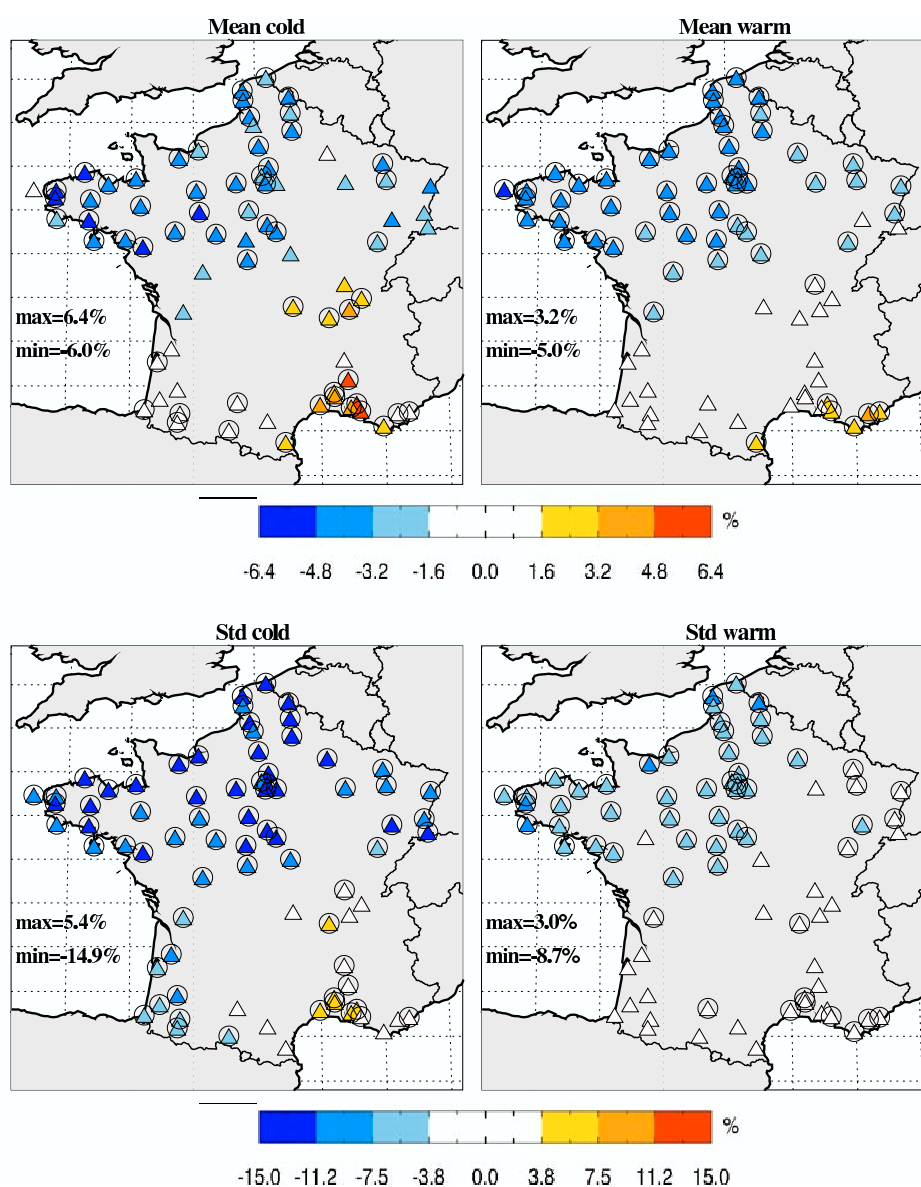 Mean cold
Mean warm
max=6.4%
min=-6.0%
max=3.2%
min=-5.0%
%
-6.4 -4.8 -3.2 -1.6 0.0 1.6 3.2 4.8 6.4
Std cold
Std warm
max=5.4%
min=-14.9%
max=3.0%
min=-8.7%
%
-15.0 -11.2 -7.5 -3.8 0.0 3.8 7.5 11.2 15.0